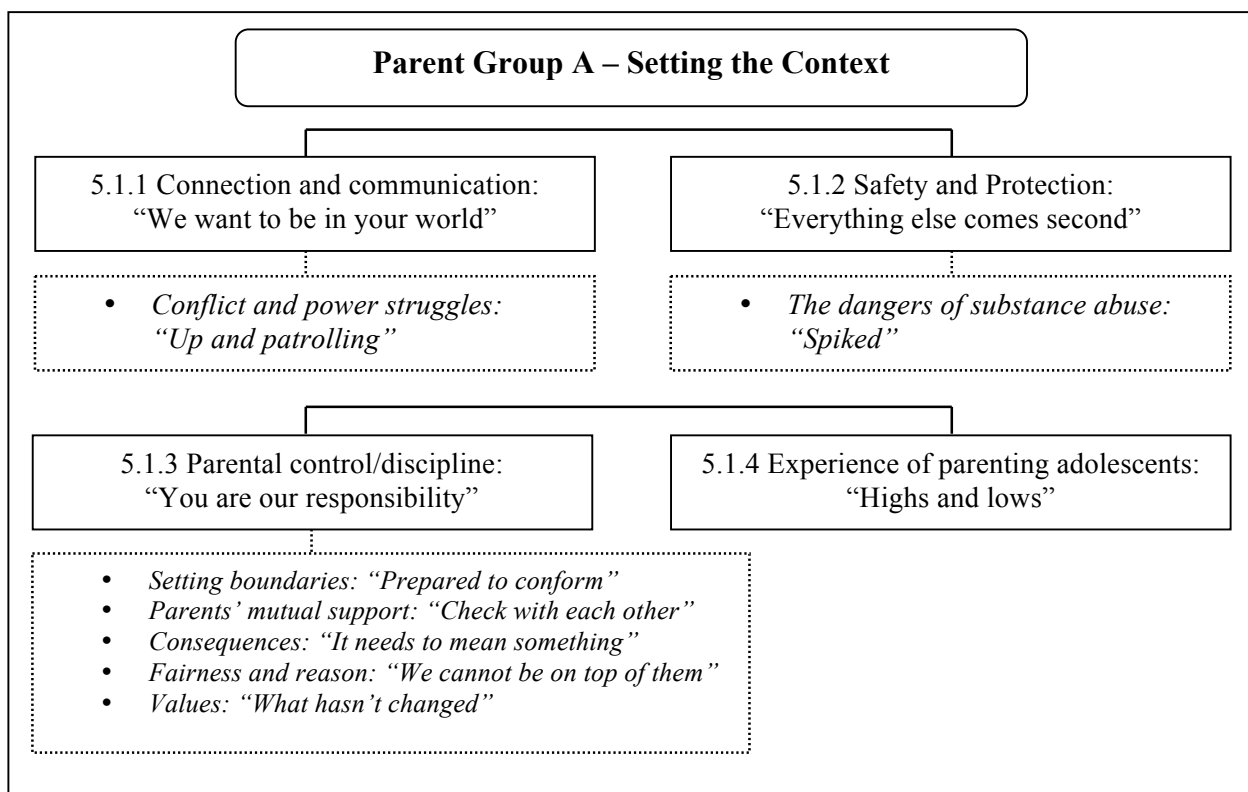 Parent Group A – Setting the Context
5.1.1 Connection and communication:
“We want to be in your world”
5.1.2 Safety and Protection:
“Everything else comes second”
• Conflict and power struggles:
“Up and patrolling”
• The dangers of substance abuse:
“Spiked”
5.1.3 Parental control/discipline:
“You are our responsibility”
5.1.4 Experience of parenting adolescents:
“Highs and lows”
• Setting boundaries: “Prepared to conform”
• Parents’ mutual support: “Check with each other”
• Consequences: “It needs to mean something”
• Fairness and reason: “We cannot be on top of them”
• Values: “What hasn’t changed”